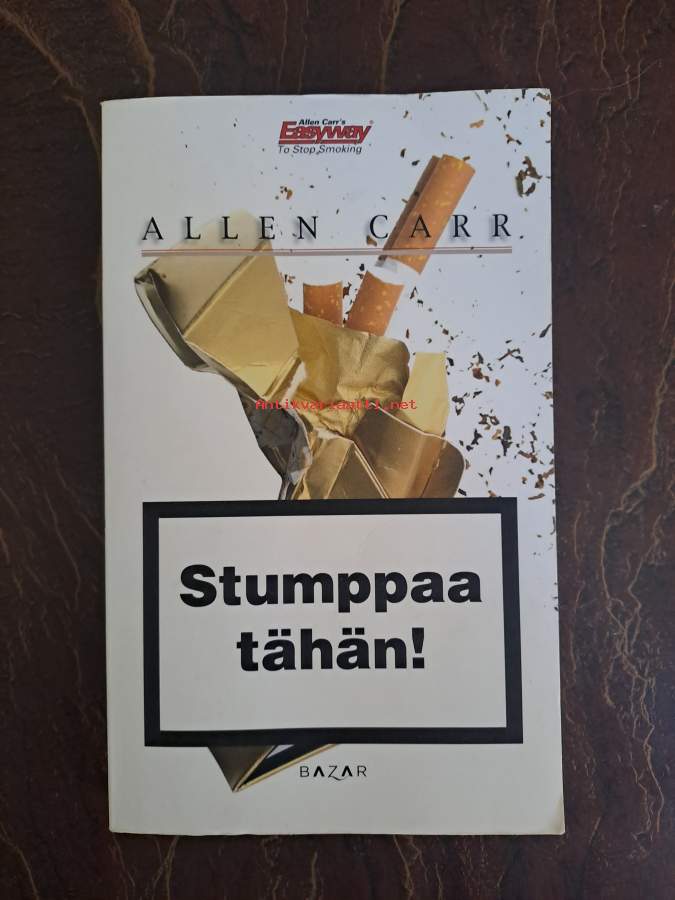 Allen Carr's
Easyway
To Stop Smoking
ALLEN CARR
Antikvariaatti.net
Stumppaa
tähän!
BAZAR